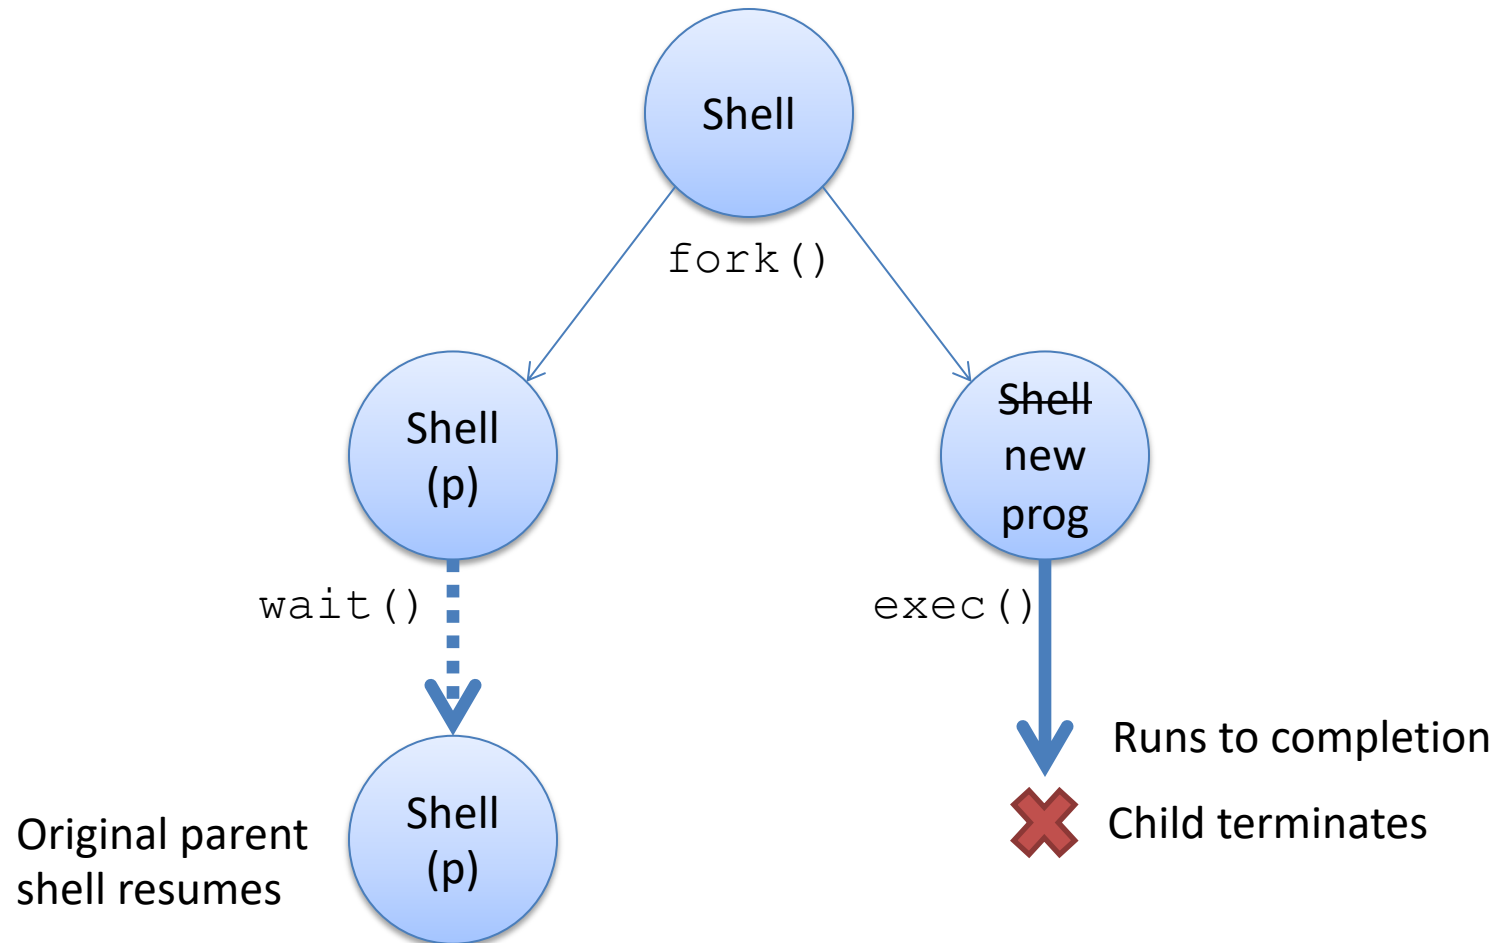 Shell
fork()
Shell
(p)
Shell
new
prog
wait()
exec()
Runs to completion
Child terminates
Original parent
shell resumes
Shell
(p)